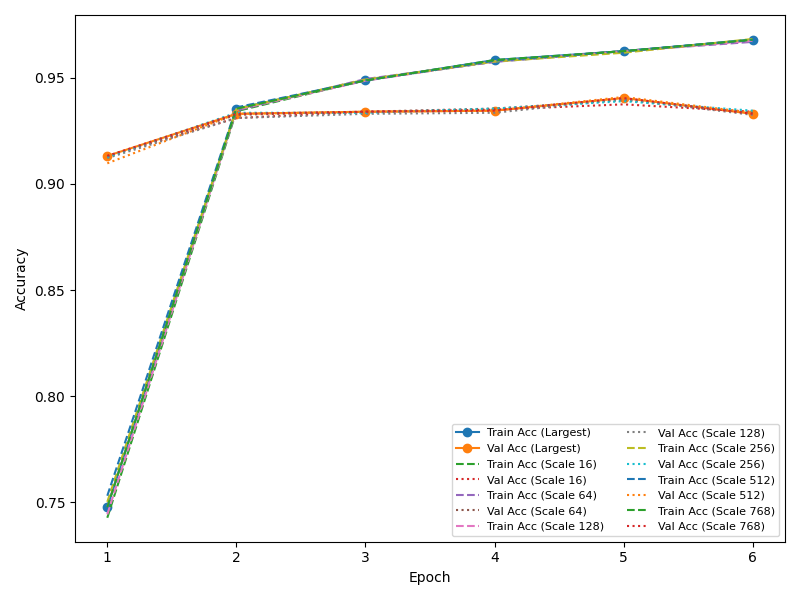 0.95
0.90
0.85
0.80
0.75
Accuracy
1 2 3 4 5 6
Epoch
Train Acc (Largest)
Val Acc (Largest)
Train Acc (Scale 16)
Val Acc (Scale 16)
Train Acc (Scale 64)
Val Acc (Scale 64)
Train Acc (Scale 128)
Val Acc (Scale 128)
Train Acc (Scale 256)
Val Acc (Scale 256)
Train Acc (Scale 512)
Val Acc (Scale 512)
Train Acc (Scale 768)
Val Acc (Scale 768)